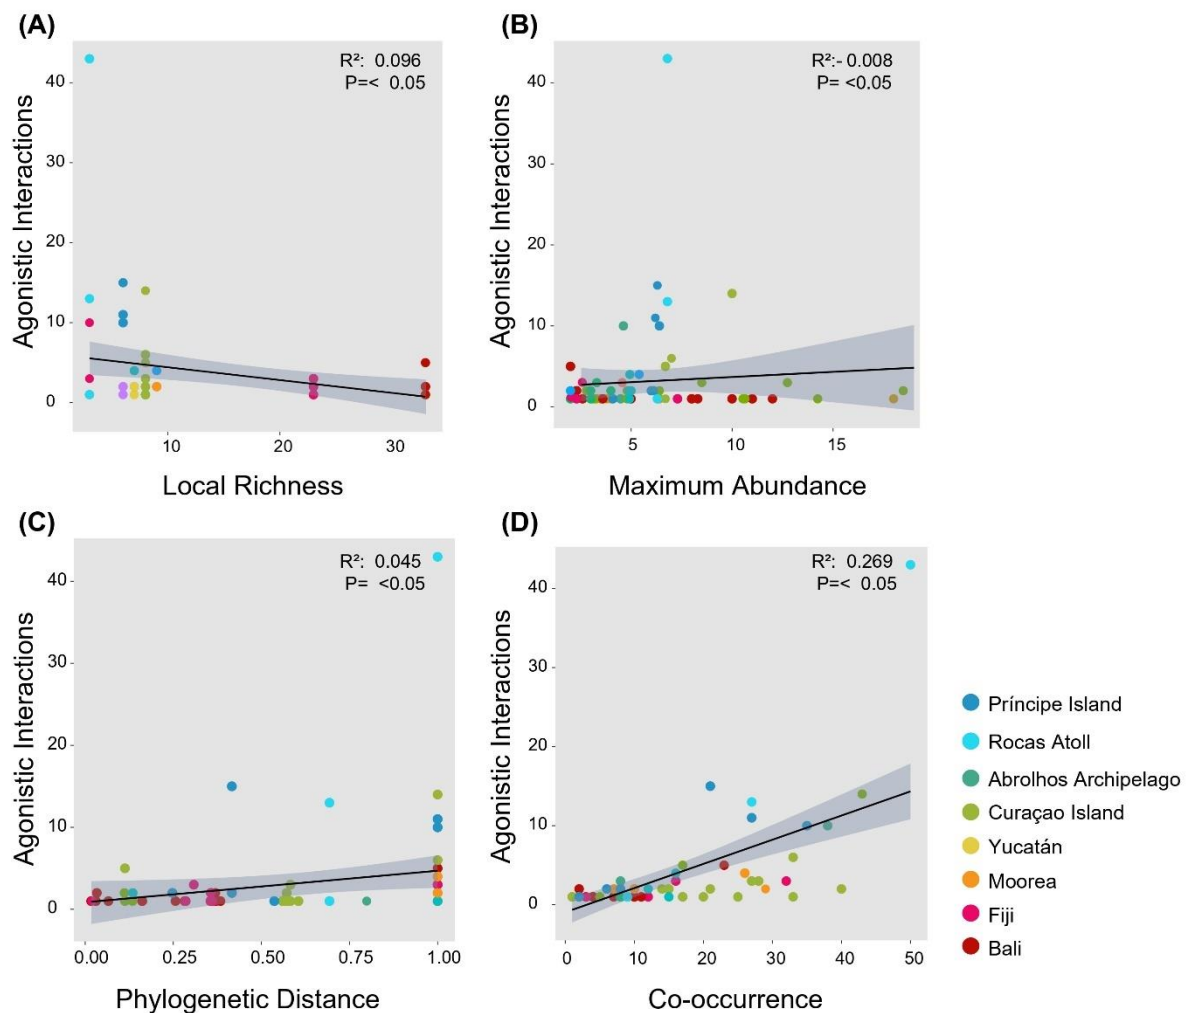 (A)
R²: 0.096
P=< 0.05
Agonistic Interactions
40
30
20
10
0
10
20
30
Local Richness
(B)
R²:- 0.008
P= <0.05
Agonistic Interactions
40
30
20
10
0
5
10
15
Maximum Abundance
(C)
R²: 0.045
P= <0.05
Agonistic Interactions
40
30
20
10
0
0.00
0.25
0.50
0.75
1.00
Phylogenetic Distance
(D)
R²: 0.269
P=< 0.05
Agonistic Interactions
40
30
20
10
0
0
10
20
30
40
50
Co-occurrence
Príncipe Island
Rocas Atoll
Abrolhos Archipelago
Curaçao Island
Yucatán
Moorea
Fiji
Bali